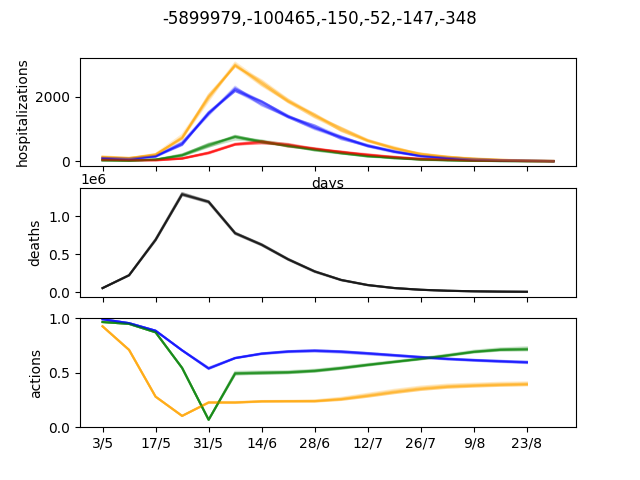 -5899979,-100465,-150,-52,-147,-348
hospitalizations
2000
0
days
1e6
deaths
1.0
0.5
0.0
actions
1.0
0.5
0.0
3/5 17/5 31/5 14/6 28/6 12/7 26/7 9/8 23/8